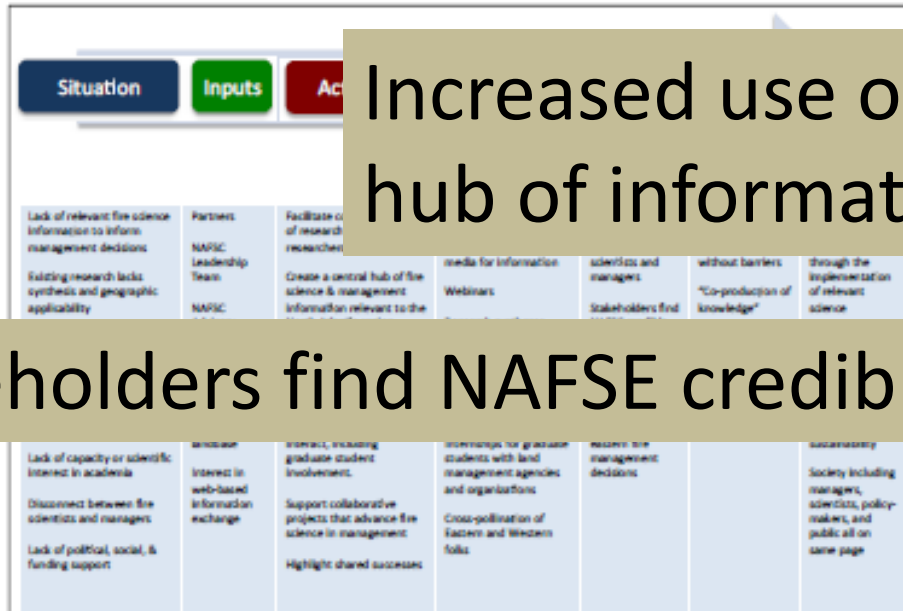 Situation
Inputs
Act
Increased use o
hub of informat
Lack of relevant fire science
information to inform
management decisions
Existing research lacks
synthesis and geographic
applicability
Partners
NAFSC
Leadership
Team
NAFSC
Facilitate
of research
researchers
Create a central hub of fire
science & management
information relevant to the
media for information
Webinars
scientists and
managers
Stakeholders find
without barriers
"Co-production of
knowledge"
through the
implementation
of relevant
science
holders find NAFSE credib
Lack of capacity or scientific
interest in academia
Disconnect between fire
scientists and managers
Lack of political, social, &
funding support
landbase
Interest in
web-based
information
exchange
interact, including
graduate student
involvement.
Support collaborative
projects that advance fire
science in management
Highlight shared successes
internships for graduate
students with land
management agencies
and organizations
Cross-pollination of
Eastern and Western
folks
eastern fire
management
decisions
sustainability
Society including
managers,
scientists, policy-
makers, and
public all on
same page